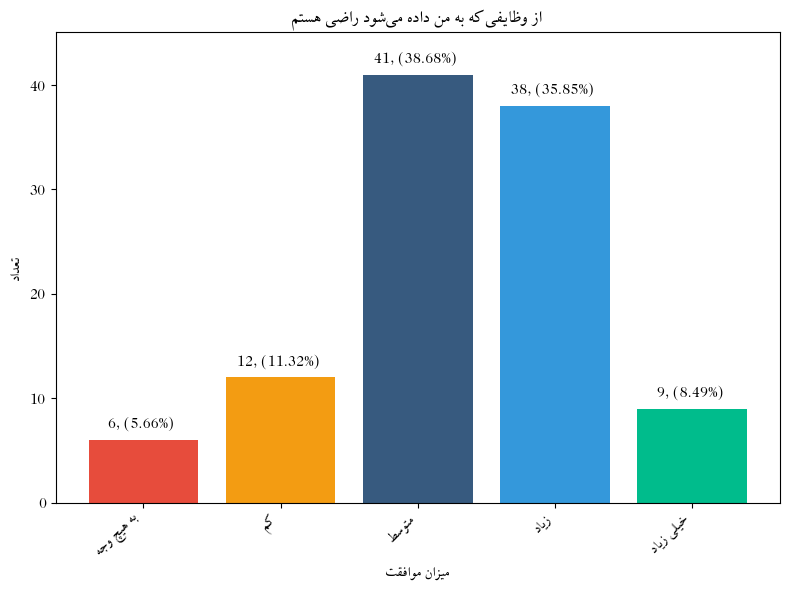 از وظایفی که به من داده می‌شود راضی هستم
41, (38.68%)
38, (35.85%)
12, (11.32%)
9, (8.49%)
6, (5.66%)
40
30
20
10
0
تعداد
به هیچ وجه
کم
متوسط
زیاد
خیلی زیاد
میزان موافقت